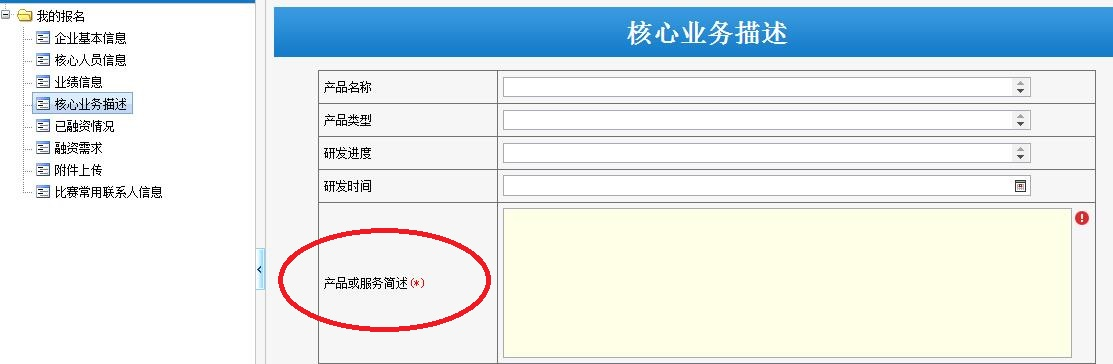 我的报名
企业基本信息
核心人员信息
业绩信息
核心业务描述
已融资情况
融资需求
附件上传
比赛常用联系人信息
核心业务描述
产品名称
产品类型
研发进度
研发时间
产品或服务简述(*)